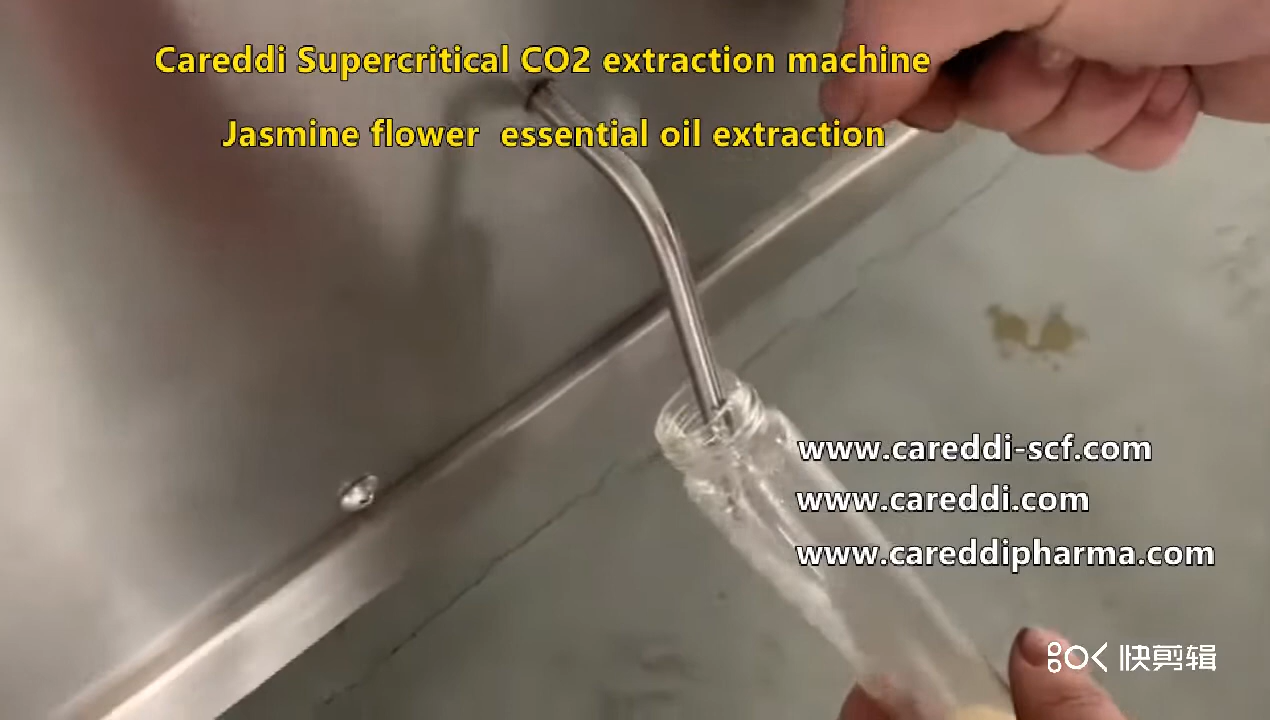 Careddi Supercritical CO2 extraction machine
Jasmine flower essential oil extraction
www.careddi-scf.com
www.careddi.com
www.careddipharma.com
快剪辑